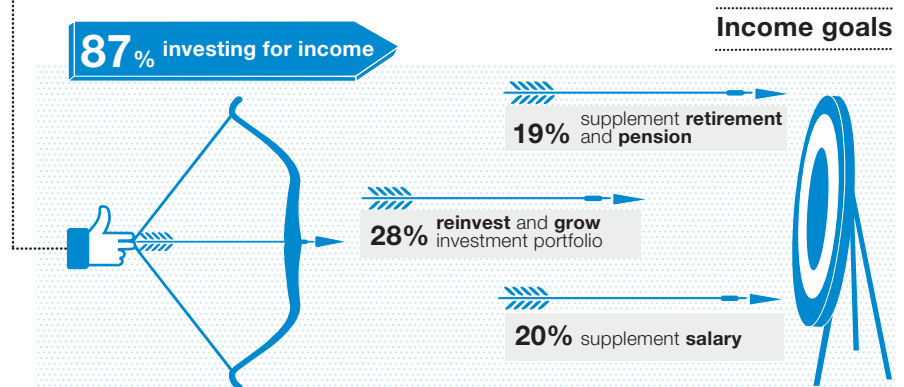 Income goals
87% investing for income
19% supplement retirement
and pension
28% reinvest and grow
investment portfolio
20% supplement salary